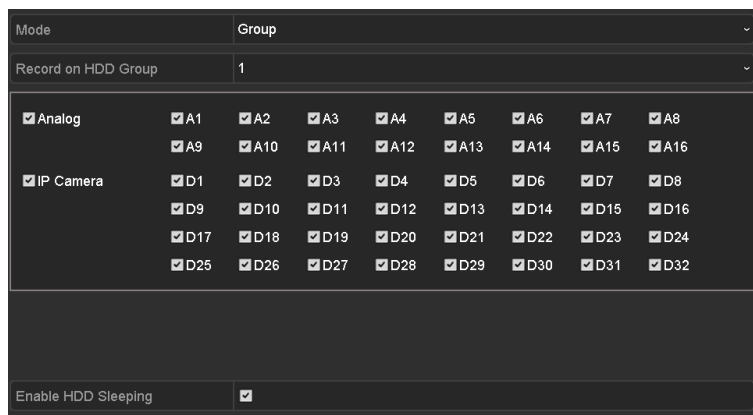 Mode Group
Record on HDD Group 1
Analog A1 A2 A3 A4 A5 A6 A7 A8
A9 A10 A11 A12 A13 A14 A15 A16
IP Camera D1 D2 D3 D4 D5 D6 D7 D8
D9 D10 D11 D12 D13 D14 D15 D16
D17 D18 D19 D20 D21 D22 D23 D24
D25 D26 D27 D28 D29 D30 D31 D32
Enable HDD Sleeping